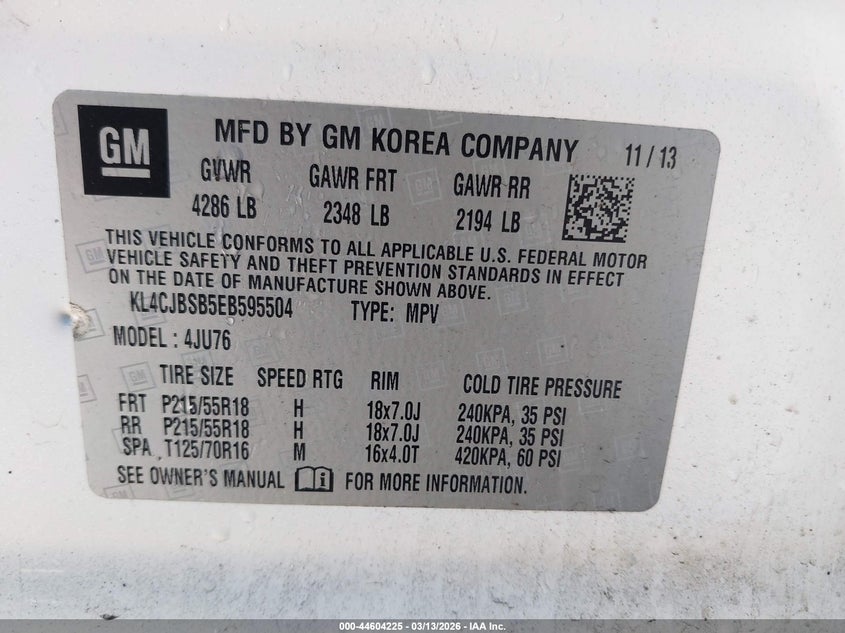 GM
MFD BY GM KOREA COMPANY 11 / 13
GVWR GAWR FRT GAWR RR
4286 LB 2348 LB 2194 LB
THIS VEHICLE CONFORMS TO ALL APPLICABLE U.S. FEDERAL MOTOR
VEHICLE SAFETY AND THEFT PREVENTION STANDARDS IN EFFECT
ON THE DATE OF MANUFACTURE SHOWN ABOVE.
KL4CJBSB5EB595504 TYPE: MPV
MODEL : 4JU76
TIRE SIZE SPEED RTG RIM COLD TIRE PRESSURE
FRT P215/55R18 H 18x7.0J 240KPA, 35 PSI
RR P215/55R18 H 18x7.0J 240KPA, 35 PSI
SPA T125/70R16 M 16x4.0T 420KPA, 60 PSI
SEE OWNER'S MANUAL FOR MORE INFORMATION.
000-44604225 - 03/13/2026 - IAA Inc.